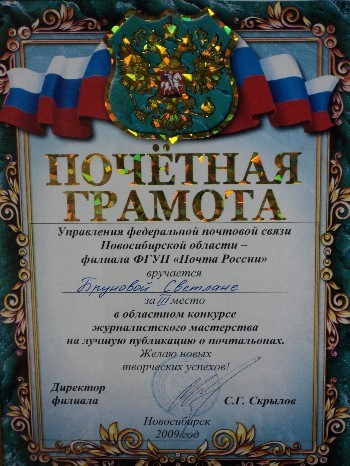 ПОЧЁТНАЯ
ГРАМОТА
Управления федеральной почтовой связи
Новосибирской области –
филиала ФГУП «Почта России»
вручается
Бруновой Светлане
за III место
в областном конкурсе
журналистского мастерства
на лучшую публикацию о почтальонах.
Желаю новых
творческих успехов!
Директор
филиала С.Г. Скрылов
Новосибирск
2009 год